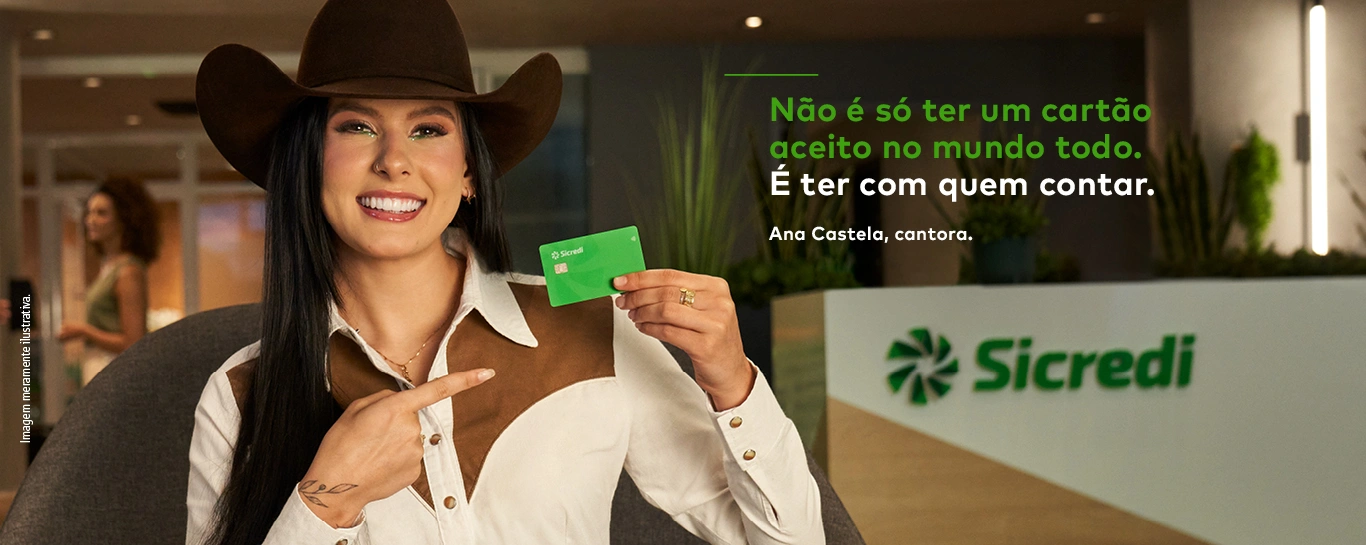 Não é só ter um cartão
aceito no mundo todo.
É ter com quem contar.
Ana Castela, cantora.
Sicredi
Sicredi
Imagem meramente ilustrativa.